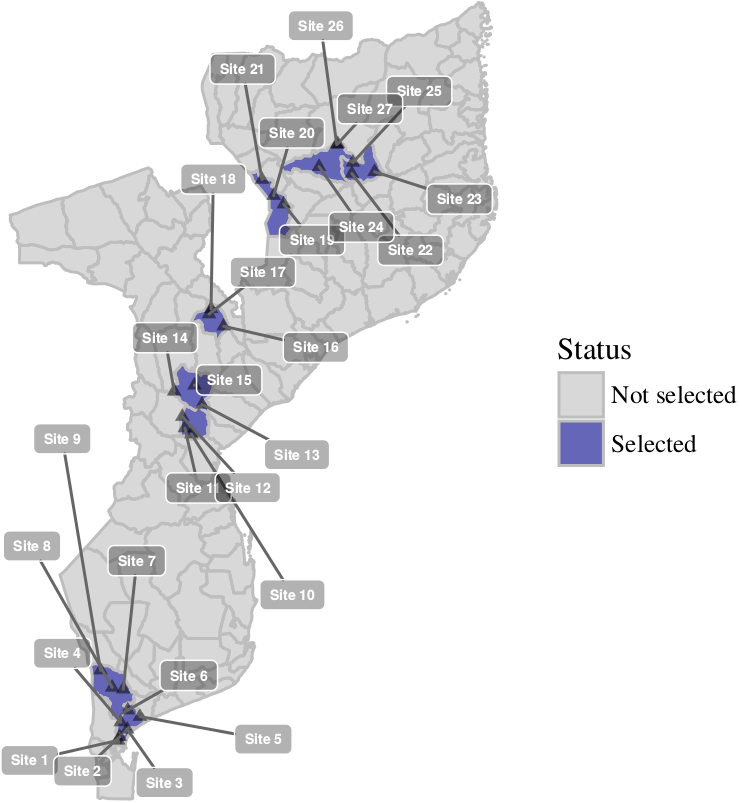 Site 26
Site 21
Site 25
Site 27
Site 20
Site 18
Site 23
Site 24
Site 19
Site 22
Site 17
Site 14
Site 16
Site 15
Site 9
Site 13
Site 11
Site 12
Site 8
Site 7
Site 10
Site 4
Site 6
Site 5
Site 1
Site 2
Site 3
Status
Not selected
Selected